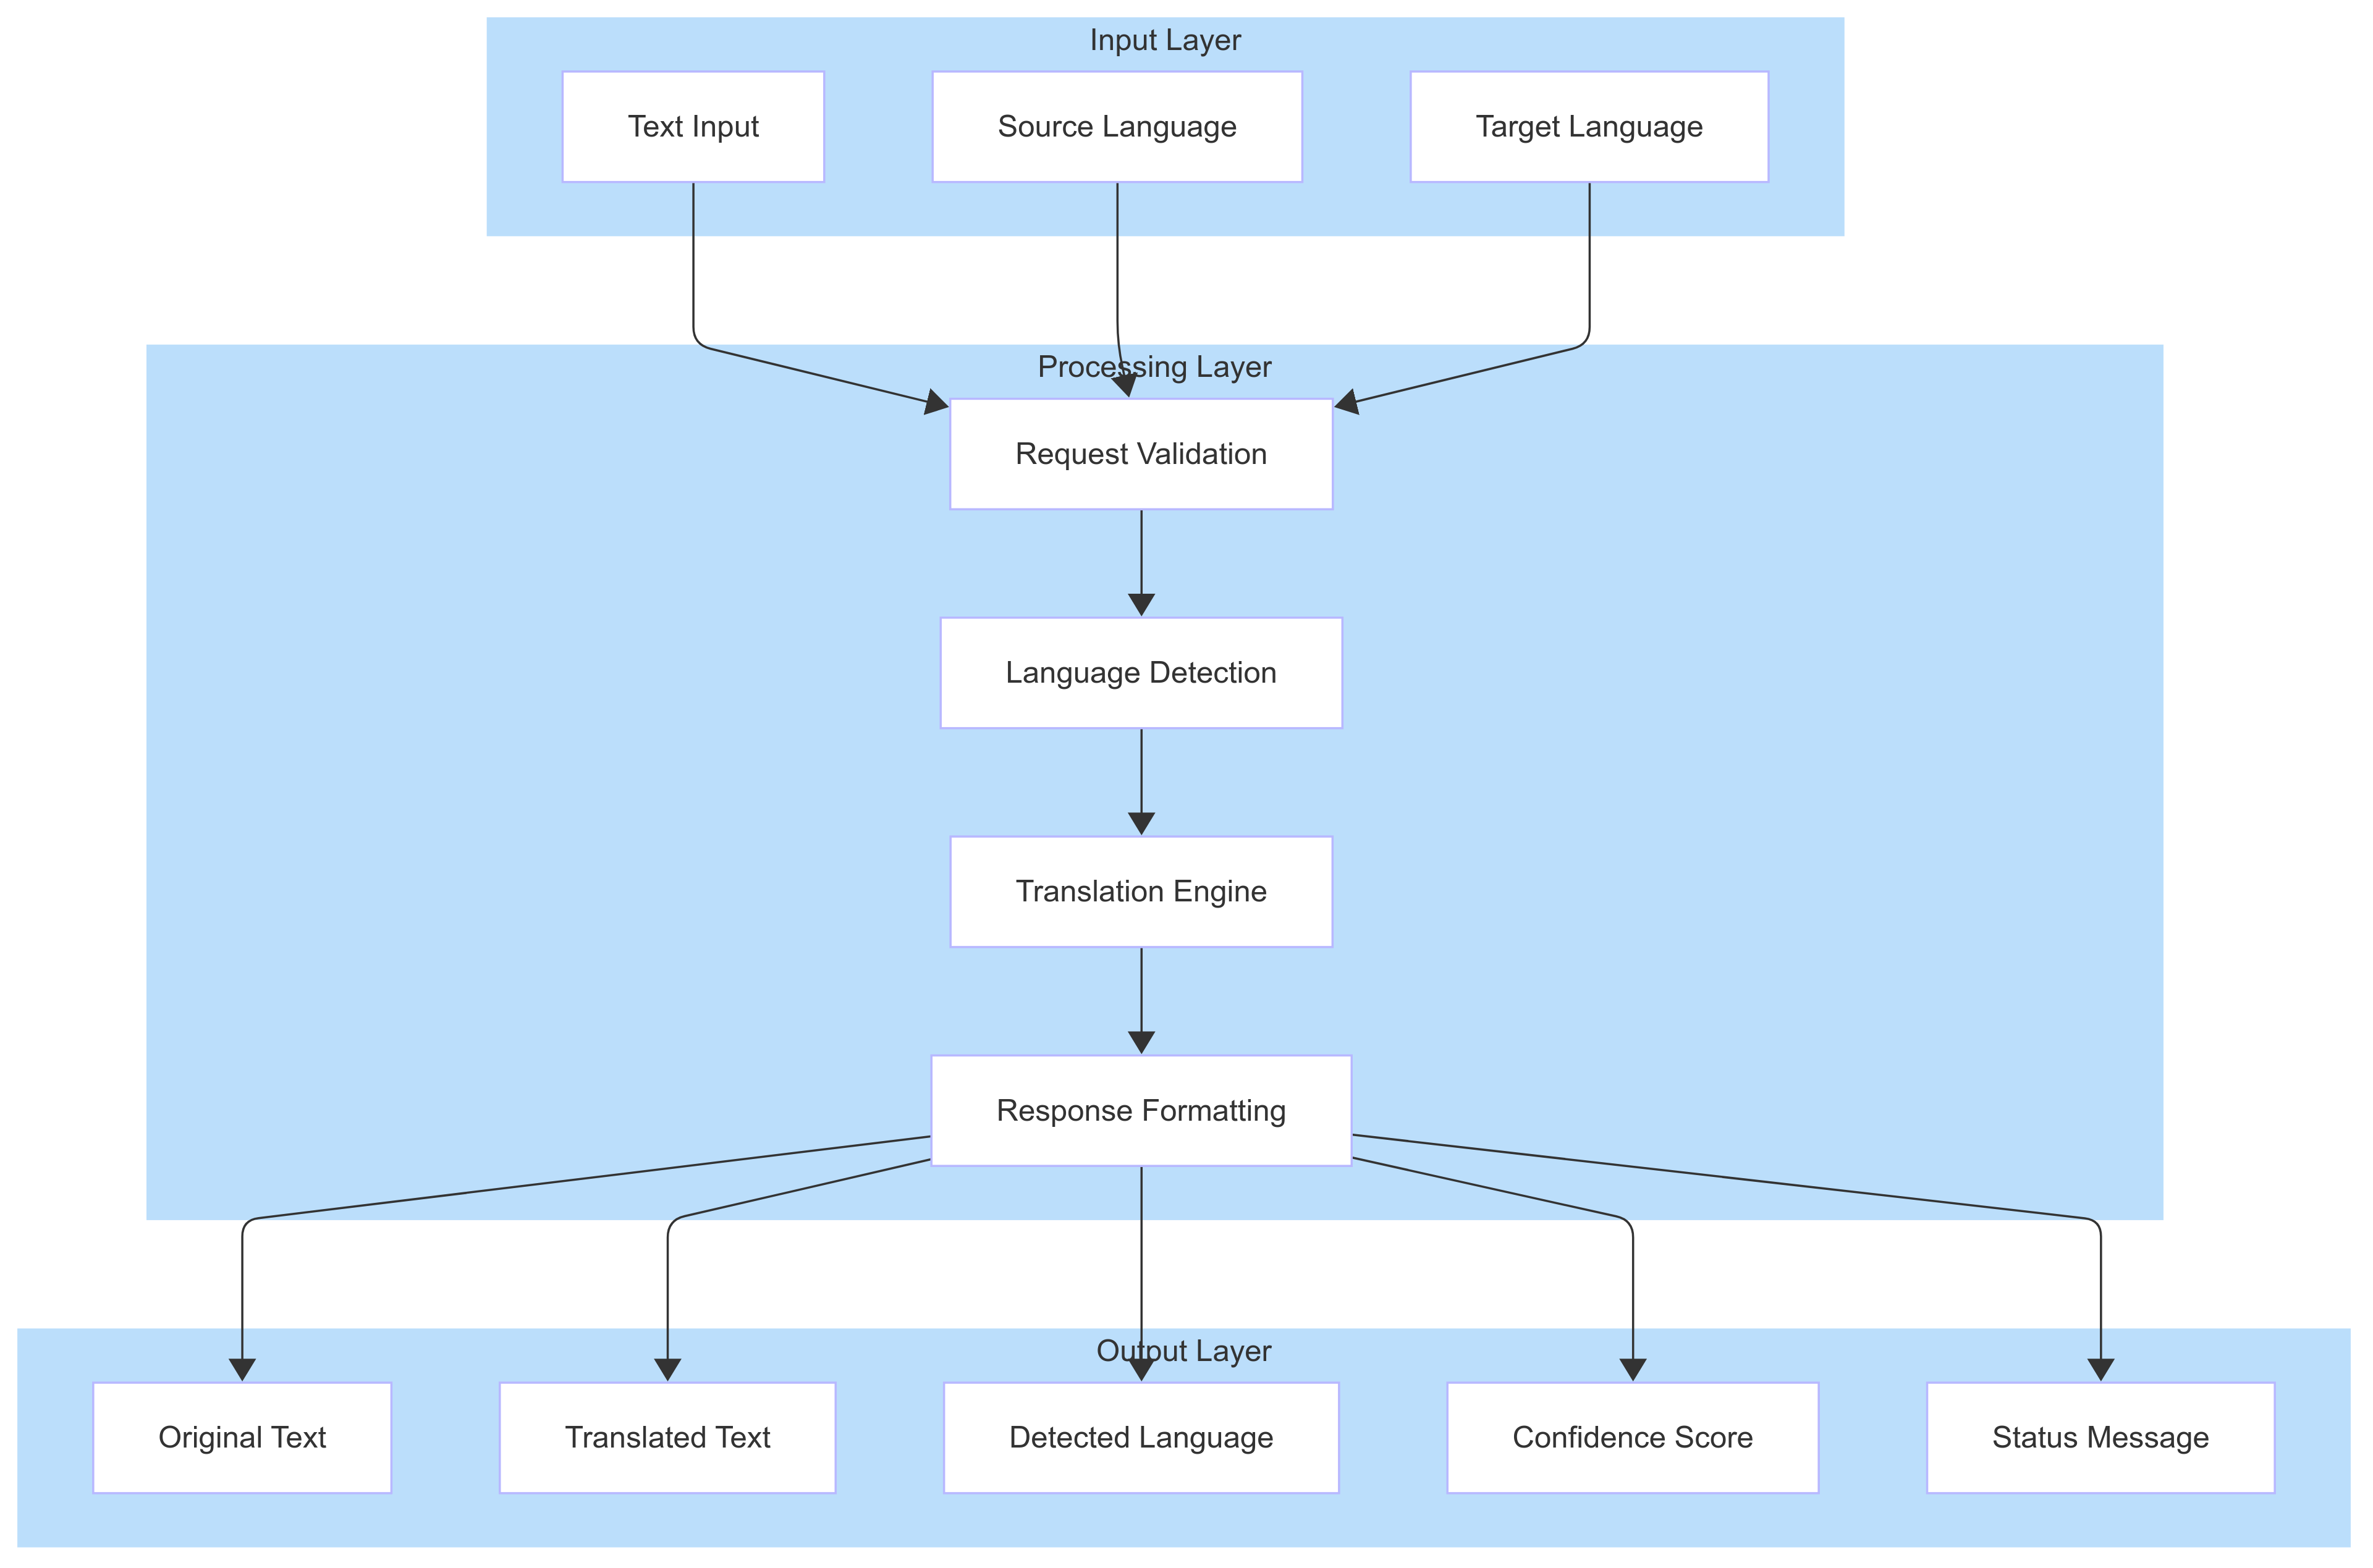 Input Layer
Text Input
Source Language
Target Language
Processing Layer
Request Validation
Language Detection
Translation Engine
Response Formatting
Output Layer
Original Text
Translated Text
Detected Language
Confidence Score
Status Message